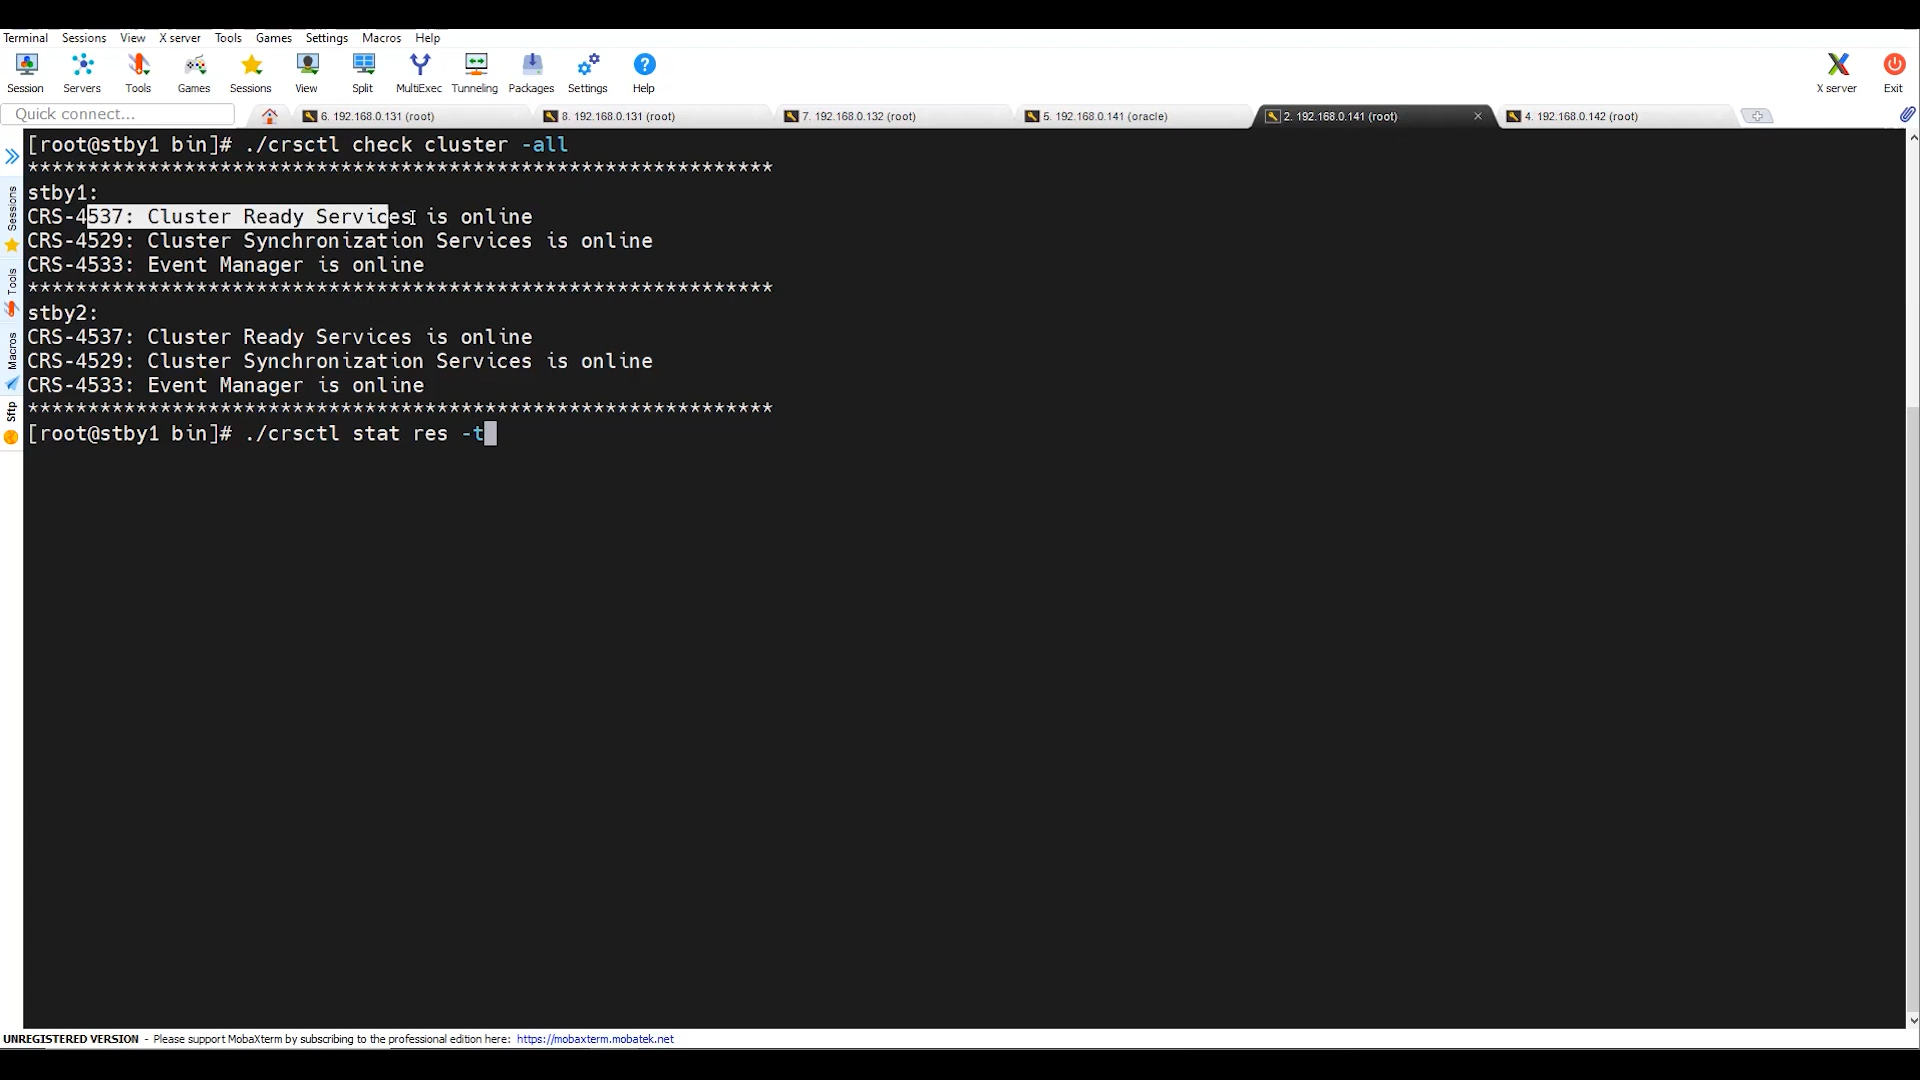 Terminal Sessions View X server Tools Games Settings Macros Help
Session Servers Tools Games Sessions View Split MultiExec Tunneling Packages Settings Help X server Exit
Quick connect... 6. 192.168.0.131 (root) 8. 192.168.0.131 (root) 7. 192.168.0.132 (root) 5. 192.168.0.141 (oracle) 2. 192.168.0.141 (root) 4. 192.168.0.142 (root)
[root@stby1 bin]# ./crsctl check cluster -all
**************************************************************
stby1:
CRS-4537: Cluster Ready Services is online
CRS-4529: Cluster Synchronization Services is online
CRS-4533: Event Manager is online
**************************************************************
stby2:
CRS-4537: Cluster Ready Services is online
CRS-4529: Cluster Synchronization Services is online
CRS-4533: Event Manager is online
**************************************************************
[root@stby1 bin]# ./crsctl stat res -t
Sessions
Tools
Macros
Sftp
UNREGISTERED VERSION - Please support MobaXterm by subscribing to the professional edition here: https://mobaxterm.mobatek.net